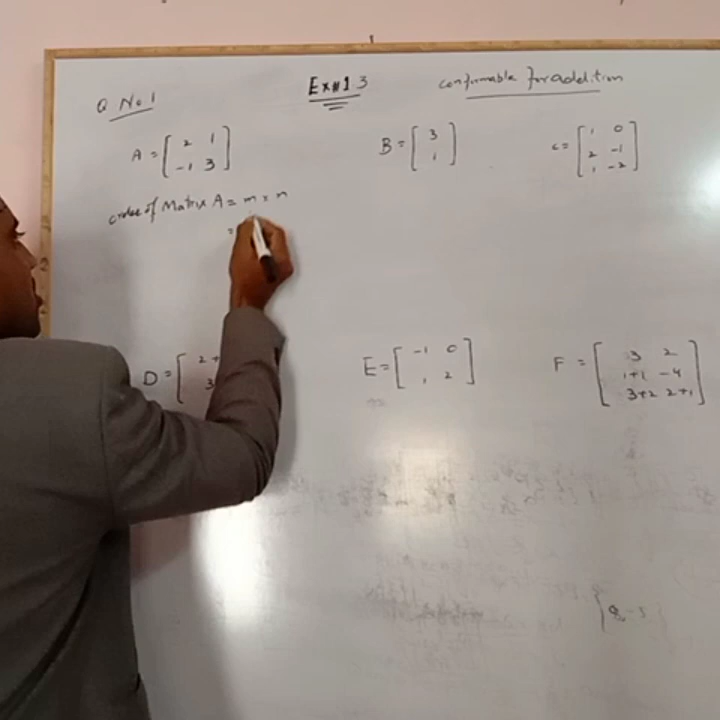 Q No 1
Ex # 1.3
conformable for addition
A = [ 2 1
-1 3 ]
B = [ 3
1 ]
C = [ 1 0
2 -1
1 -2 ]
order of Matrix A = m × n
=
D = [ 2 +
3
E = [ -1 0
1 2 ]
F = [ 3 2
1+1 -4
3+2 2+1 ]